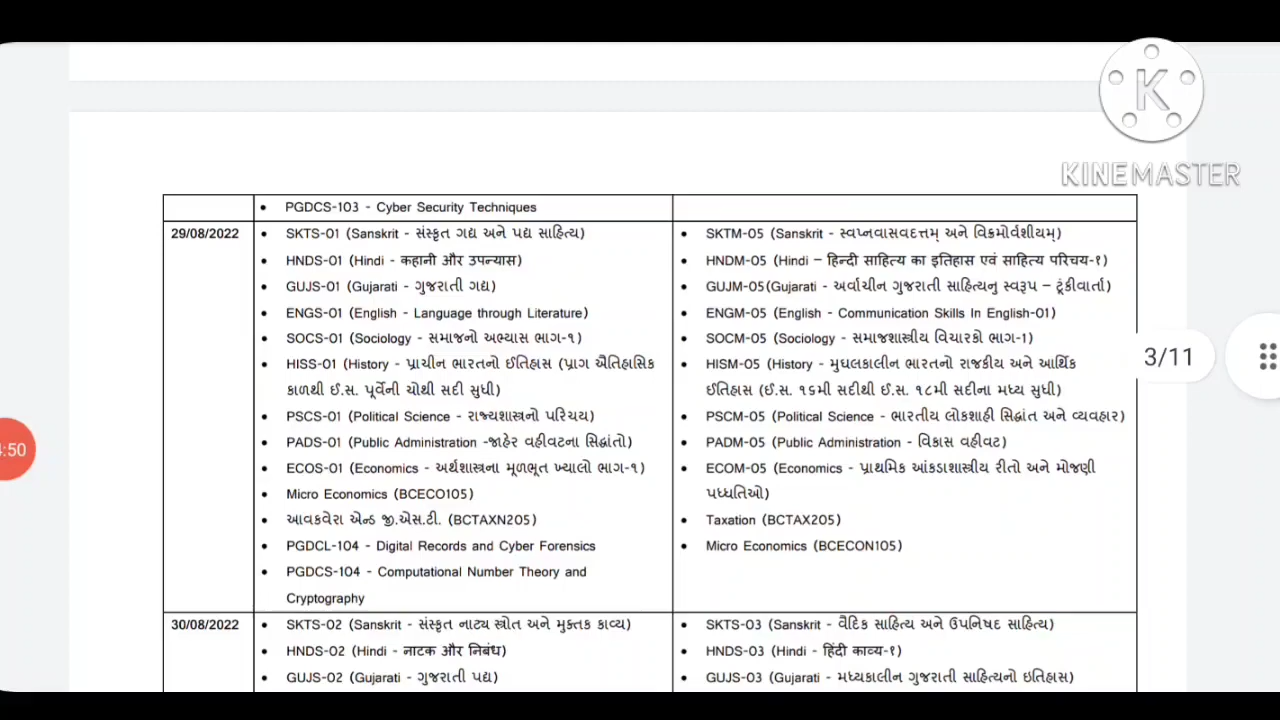 K
KINEMASTER
• PGDCS-103 - Cyber Security Techniques
29/08/2022
• SKTS-01 (Sanskrit - સંસ્કૃત ગદ્ય અને પદ્ય સાહિત્ય)
• HNDS-01 (Hindi - कहानी और उपन्यास)
• GUJS-01 (Gujarati - ગુજરાતી ગદ્ય)
• ENGS-01 (English - Language through Literature)
• SOCS-01 (Sociology - સમાજનો અભ્યાસ ભાગ-૧)
• HISS-01 (History - પ્રાચીન ભારતનો ઈતિહાસ (પ્રાગ ઐતિહાસિક
કાળથી ઈ.સ. પૂર્વેની ચોથી સદી સુધી)
• PSCS-01 (Political Science - રાજ્યશાસ્ત્રનો પરિચય)
• PADS-01 (Public Administration -જાહેર વહીવટના સિદ્ધાંતો)
• ECOS-01 (Economics - અર્થશાસ્ત્રના મૂળભૂત ખ્યાલો ભાગ-૧)
• Micro Economics (BCECO105)
• આવકવેરા એન્ડ જી.એસ.ટી. (BCTAXN205)
• PGDCL-104 - Digital Records and Cyber Forensics
• PGDCS-104 - Computational Number Theory and
Cryptography
• SKTM-05 (Sanskrit - સ્વપ્નવાસવદત્તમ્ અને વિક્રમોર્વશીયમ્)
• HNDM-05 (Hindi – हिन्दी साहित्य का इतिहास एवं साहित्य परिचय-१)
• GUJM-05(Gujarati - અર્વાચીન ગુજરાતી સાહિત્યનુ સ્વરૂપ – ટૂંકીવાર્તા)
• ENGM-05 (English - Communication Skills In English-01)
• SOCM-05 (Sociology - સમાજશાસ્ત્રીય વિચારકો ભાગ-૧)
• HISM-05 (History - મુઘલકાલીન ભારતનો રાજકીય અને આર્થિક
ઈતિહાસ (ઈ.સ. ૧૬મી સદીથી ઈ.સ. ૧૮મી સદીના મધ્ય સુધી)
• PSCM-05 (Political Science - ભારતીય લોકશાહી સિદ્ધાંત અને વ્યવહાર)
• PADM-05 (Public Administration - વિકાસ વહીવટ)
• ECOM-05 (Economics - પ્રાથમિક આંકડાશાસ્ત્રીય રીતો અને મોજણી
પધ્ધતિઓ)
• Taxation (BCTAX205)
• Micro Economics (BCECON105)
3/11
:50
30/08/2022
• SKTS-02 (Sanskrit - સંસ્કૃત નાટ્ય સ્ત્રોત અને મુક્તક કાવ્ય)
• HNDS-02 (Hindi - नाटक और निबंध)
• GUJS-02 (Gujarati - ગુજરાતી પદ્ય)
• SKTS-03 (Sanskrit - વૈદિક સાહિત્ય અને ઉપનિષદ સાહિત્ય)
• HNDS-03 (Hindi - हिंदी काव्य-१)
• GUJS-03 (Gujarati - મધ્યકાલીન ગુજરાતી સાહિત્યનો ઇતિહાસ)